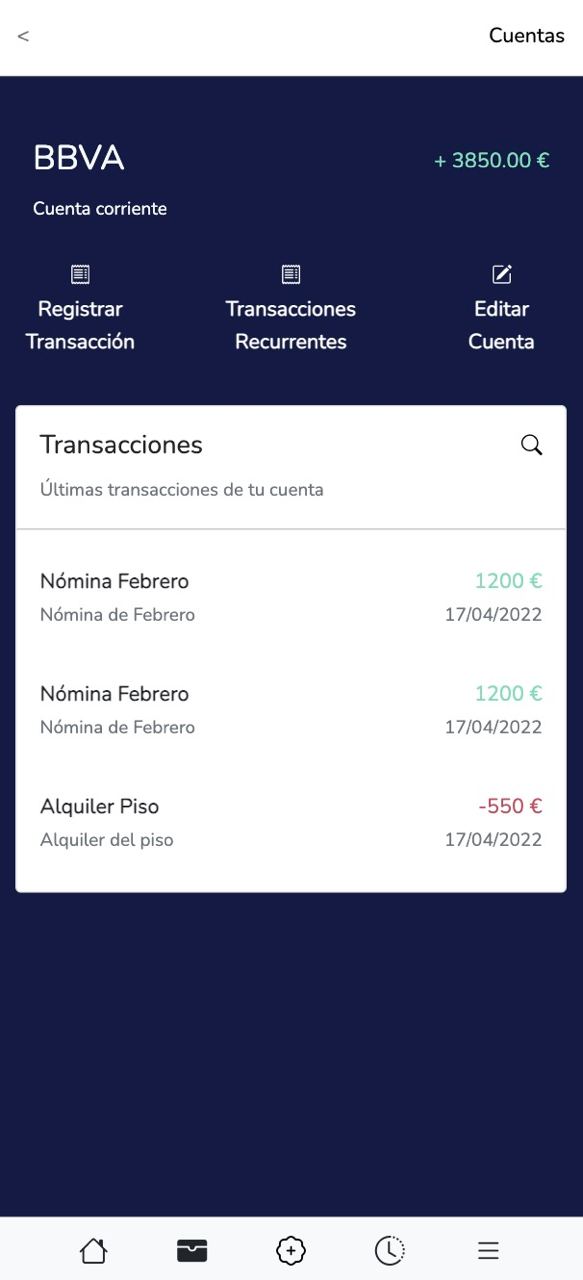 <
Cuentas
BBVA
+ 3850.00 €
Cuenta corriente
Registrar
Transacción
Transacciones
Recurrentes
Editar
Cuenta
Transacciones
Últimas transacciones de tu cuenta
Nómina Febrero
1200 €
Nómina de Febrero
17/04/2022
Nómina Febrero
1200 €
Nómina de Febrero
17/04/2022
Alquiler Piso
-550 €
Alquiler del piso
17/04/2022